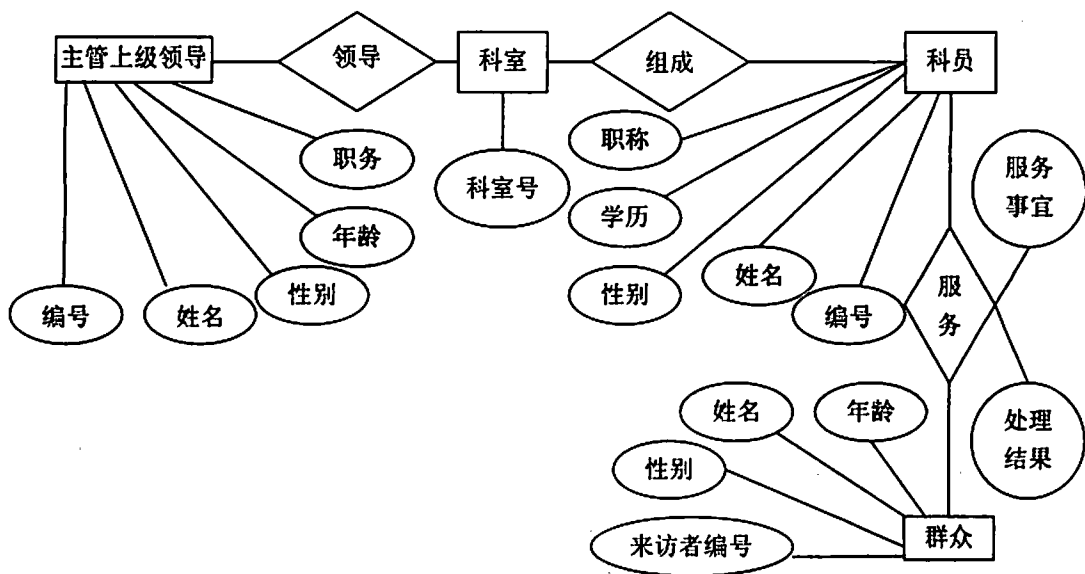 主管上级领导
领导
科室
组成
科员
职务
科室号
职称
服务
事宜
年龄
学历
编号
姓名
性别
性别
姓名
编号
服
务
姓名
年龄
处理
结果
性别
来访者编号
群众